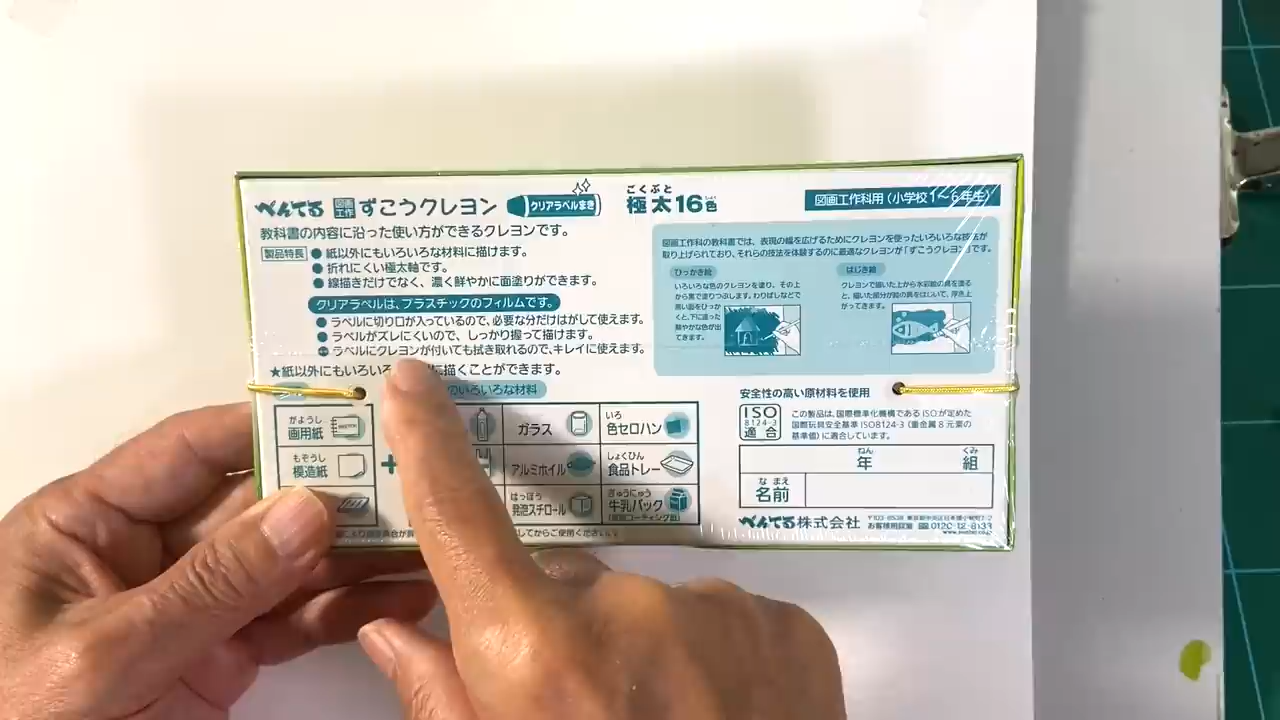 ぺんてる 図画工作 ずこうクレヨン クリアラベルまき
ごくぶと
極太16色
図画工作科用(小学校1〜6年生)
教科書の内容に沿った使い方ができるクレヨンです。
製品特長 ●紙以外にもいろいろな材料に描けます。
●折れにくい極太軸です。
●線描きだけでなく、濃く鮮やかに面塗りができます。
クリアラベルは、プラスチックのフィルムです。
●ラベルに切り口が入っているので、必要な分だけはがして使えます。
●ラベルがズレにくいので、しっかり握って描けます。
●ラベルにクレヨンが付いても拭き取れるので、キレイに使えます。
★紙以外にもいろいろ
に描くことができます。
のいろいろな材料
がようし
画用紙
ガラス
いろ
色セロハン
もぞうし
模造紙
アルミホイル
しょくひん
食品トレー
はっぽう
発泡スチロール
ぎゅうにゅう
牛乳パック
してからご使用ください。
図画工作科の教科書では、表現の幅を広げるためにクレヨンを使ったいろいろな技法が
取り上げられており、それらの技法を体験するのに最適なクレヨンが「ずこうクレヨン」です。
ひっかき絵
いろいろな色のクレヨンを塗り、その上
から黒で塗りつぶします。わりばしなどで
黒い面をひっか
くと、下に塗った
鮮やかな色が出
てきます。
はじき絵
クレヨンで描いた上から水彩絵の具を塗る
と、描いた部分が絵の具をはじいて、浮き上
がってきます。
安全性の高い原材料を使用
ISO
8124-3
適合
この製品は、国際標準化機構であるISOが定めた
国際玩具安全基準ISO8124-3(重金属8元素の
基準値)に適合しています。
ねん
年
くみ
組
なまえ
名前
ぺんてる株式会社
お客様相談室